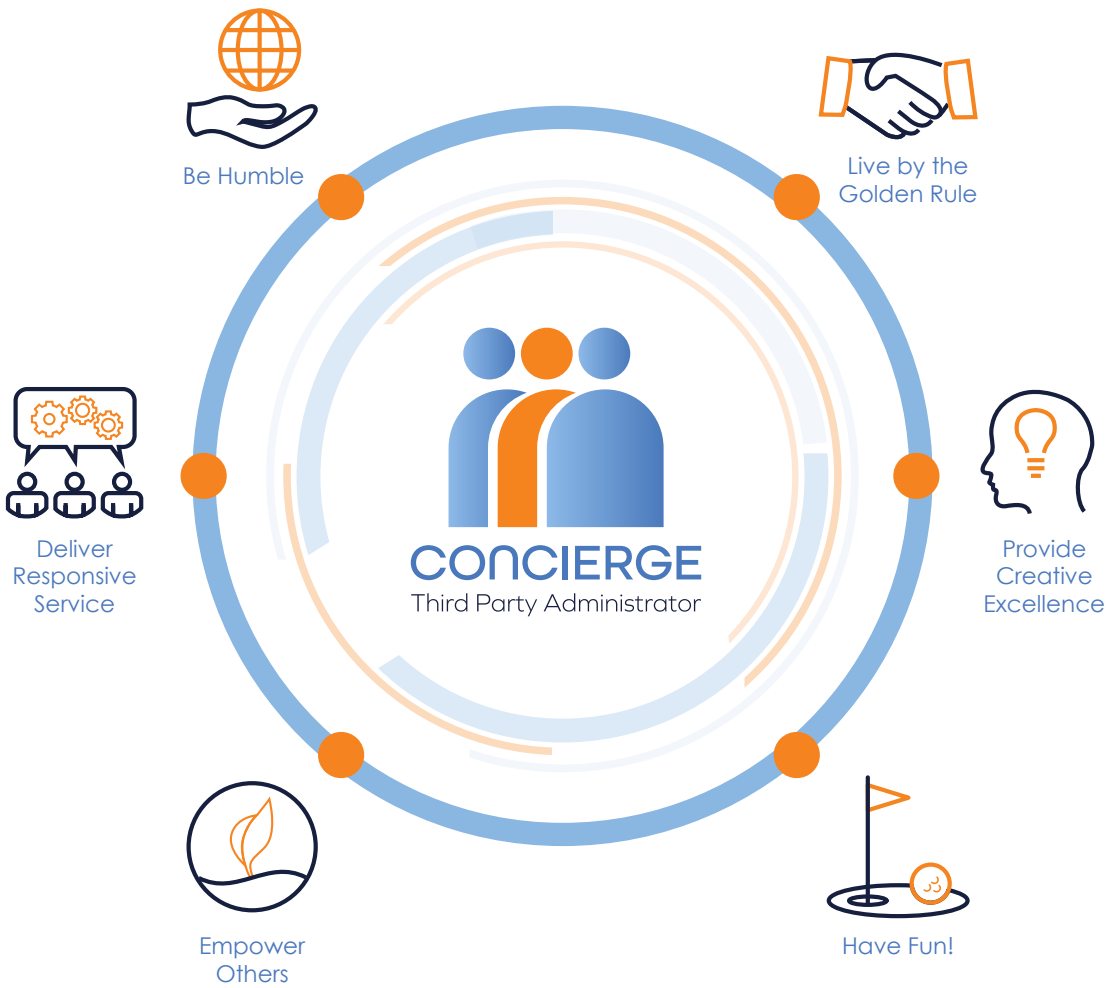 Be Humble
Live by the
Golden Rule
Deliver
Responsive
Service
CONCIERGE
Third Party Administrator
Provide
Creative
Excellence
Empower
Others
Have Fun!